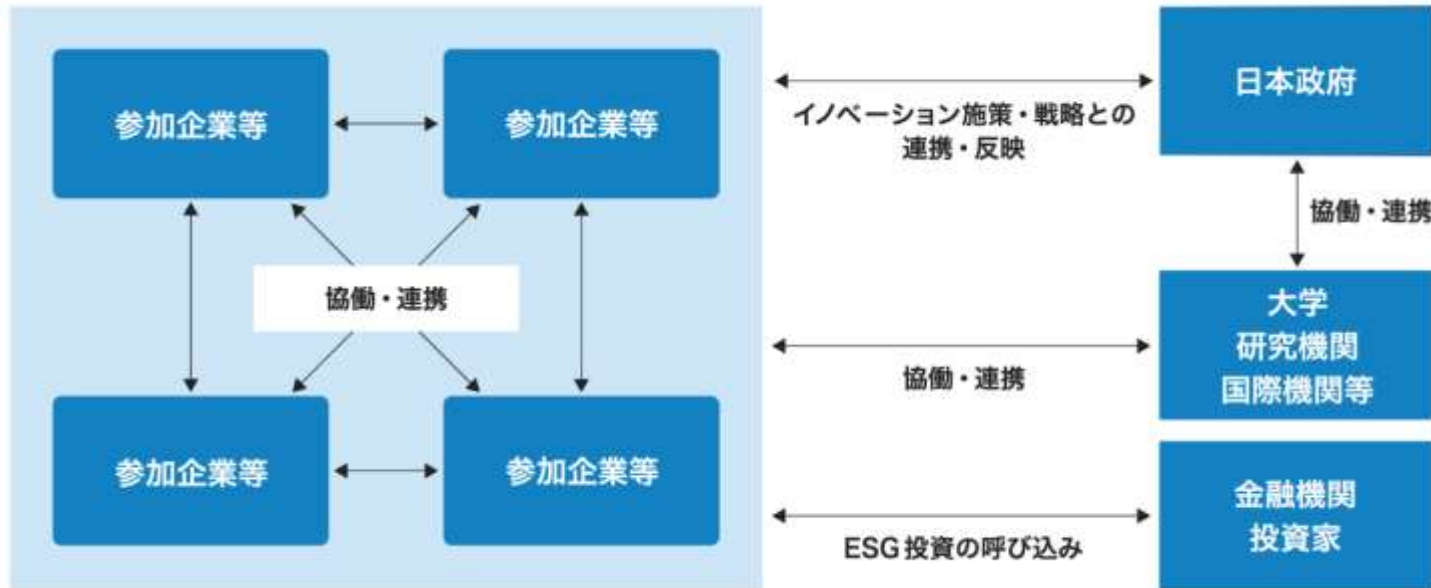 参加企業等
参加企業等
協働・連携
参加企業等
参加企業等
イノベーション施策・戦略との
連携・反映
協働・連携
ESG投資の呼び込み
日本政府
協働・連携
大学
研究機関
国際機関等
金融機関
投資家